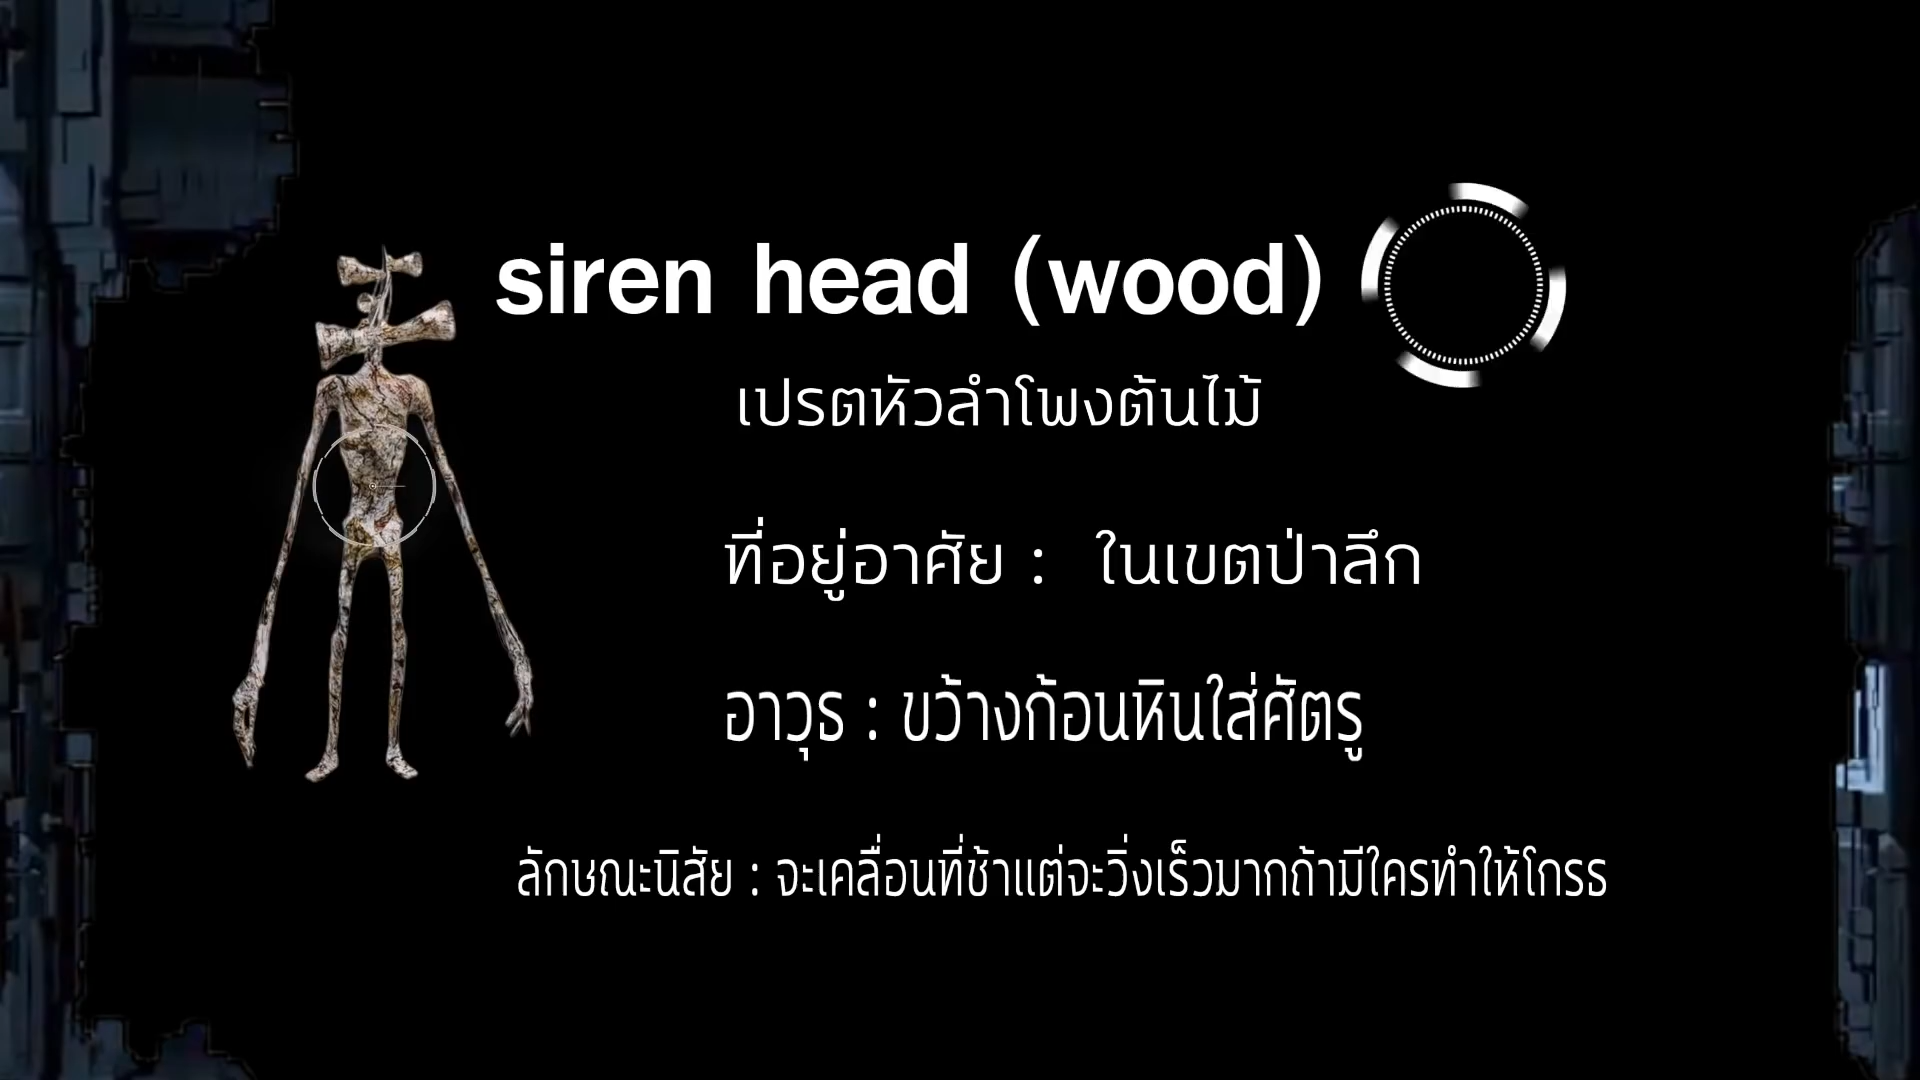 siren head (wood)
เปรตหัวลำโพงต้นไม้
ที่อยู่อาศัย : ในเขตป่าลึก
อาวุธ : ขว้างก้อนหินใส่ศัตรู
ลักษณะนิสัย : จะเคลื่อนที่ช้าแต่จะวิ่งเร็วมากถ้ามีใครทำให้โกรธ